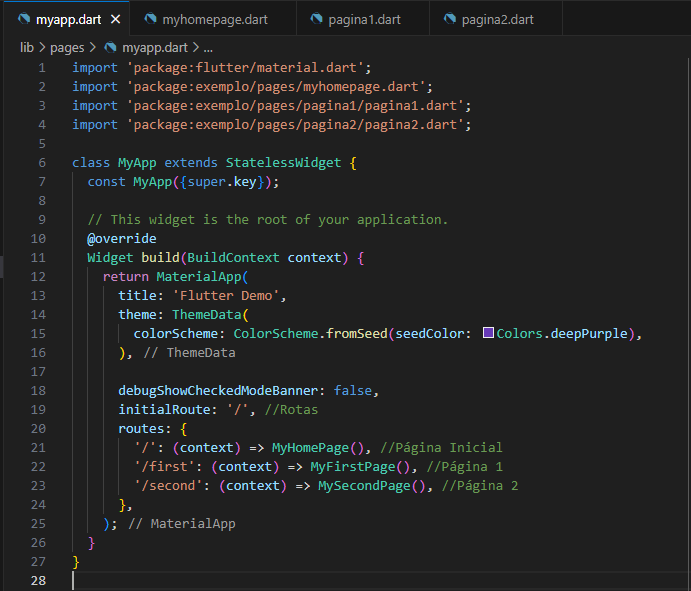 myapp.dart × myhomepage.dart pagina1.dart pagina2.dart
lib > pages > myapp.dart > ...
1 import 'package:flutter/material.dart';
2 import 'package:exemplo/pages/myhomepage.dart';
3 import 'package:exemplo/pages/pagina1/pagina1.dart';
4 import 'package:exemplo/pages/pagina2/pagina2.dart';
5
6 class MyApp extends StatelessWidget {
7   const MyApp({super.key});
8
9   // This widget is the root of your application.
10   @override
11   Widget build(BuildContext context) {
12     return MaterialApp(
13       title: 'Flutter Demo',
14       theme: ThemeData(
15         colorScheme: ColorScheme.fromSeed(seedColor: Colors.deepPurple),
16       ), // ThemeData
17
18       debugShowCheckedModeBanner: false,
19       initialRoute: '/', //Rotas
20       routes: {
21         '/': (context) => MyHomePage(), //Página Inicial
22         '/first': (context) => MyFirstPage(), //Página 1
23         '/second': (context) => MySecondPage(), //Página 2
24       },
25     ); // MaterialApp
26   }
27 }
28